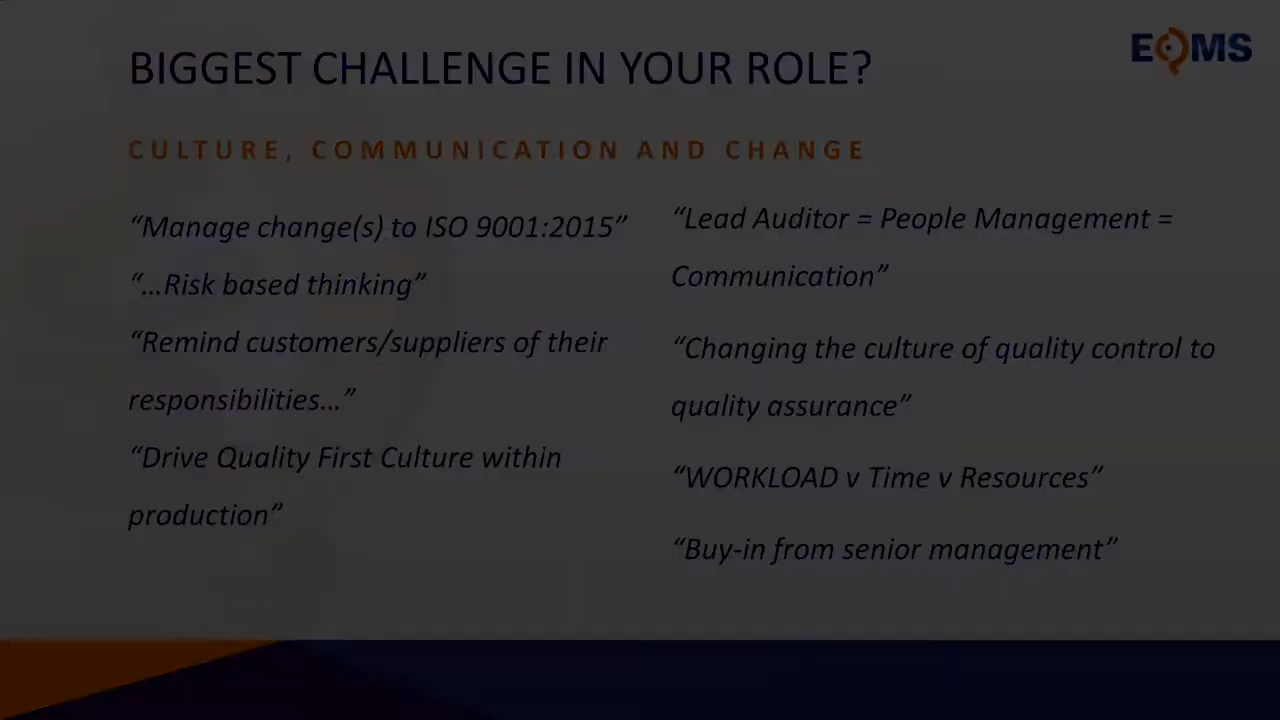 EQMS
BIGGEST CHALLENGE IN YOUR ROLE?
CULTURE, COMMUNICATION AND CHANGE
“Manage change(s) to ISO 9001:2015”
“…Risk based thinking”
“Remind customers/suppliers of their
responsibilities…”
“Drive Quality First Culture within
production”
“Lead Auditor = People Management =
Communication”
“Changing the culture of quality control to
quality assurance”
“WORKLOAD v Time v Resources”
“Buy-in from senior management”